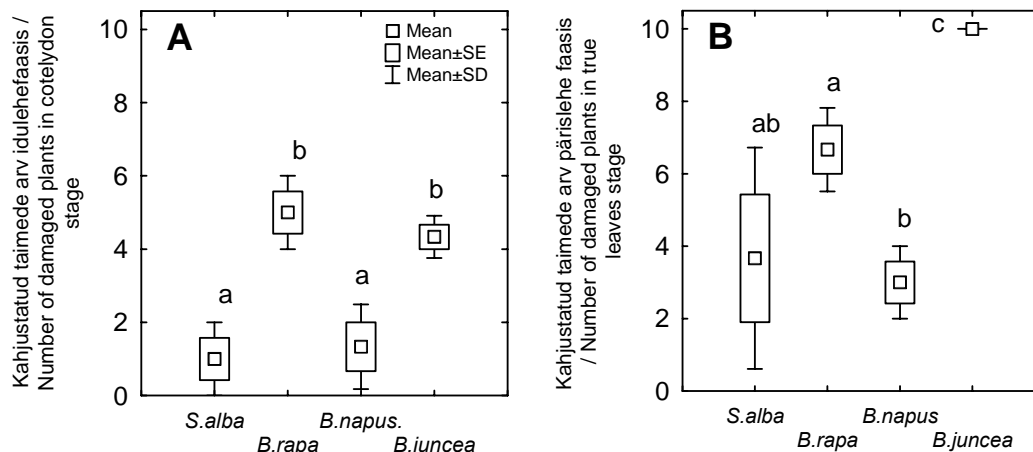 Kahjustatud taimede arv idulehefaasis /
Number of damaged plants in cotelydon
stage
10
8
6
4
2
0
A
Mean
Mean±SE
Mean±SD
a
b
a
b
S.alba
B.rapa
B.napus.
B.juncea
Kahjustatud taimede arv pärislehe faasis
/ Number of damaged plants in true
leaves stage
10
8
6
4
2
0
B
ab
a
b
c
S.alba
B.rapa
B.napus
B.juncea